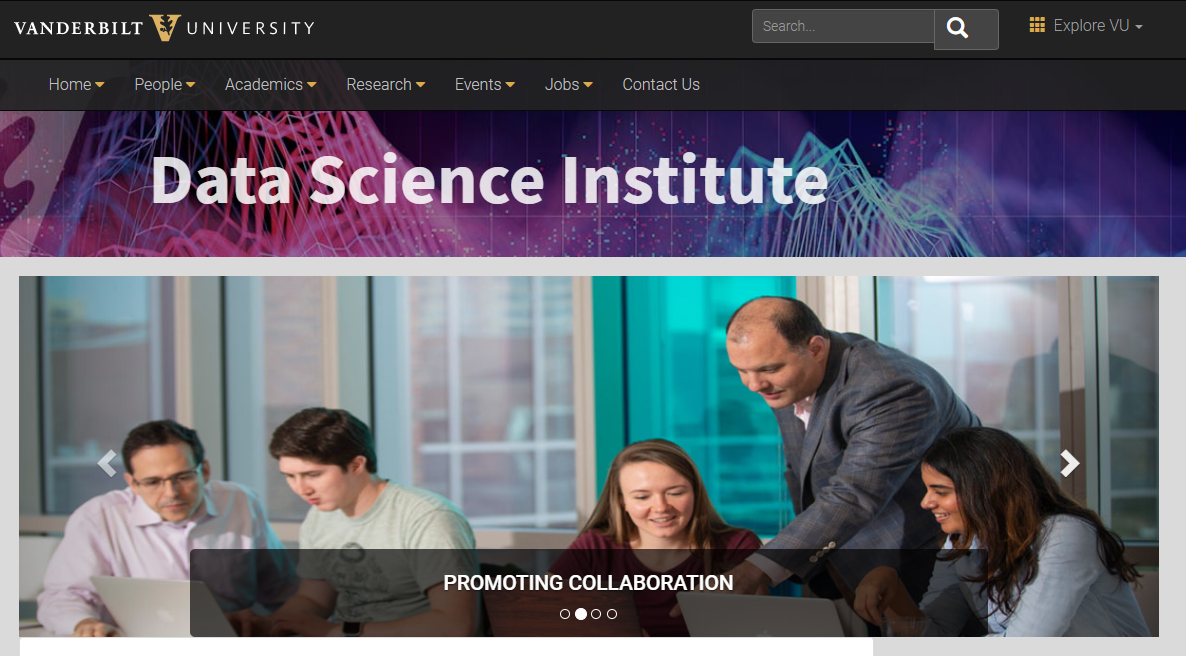 VANDERBILT V UNIVERSITY
Search...
Explore VU
Home
People
Academics
Research
Events
Jobs
Contact Us
Data Science Institute
PROMOTING COLLABORATION